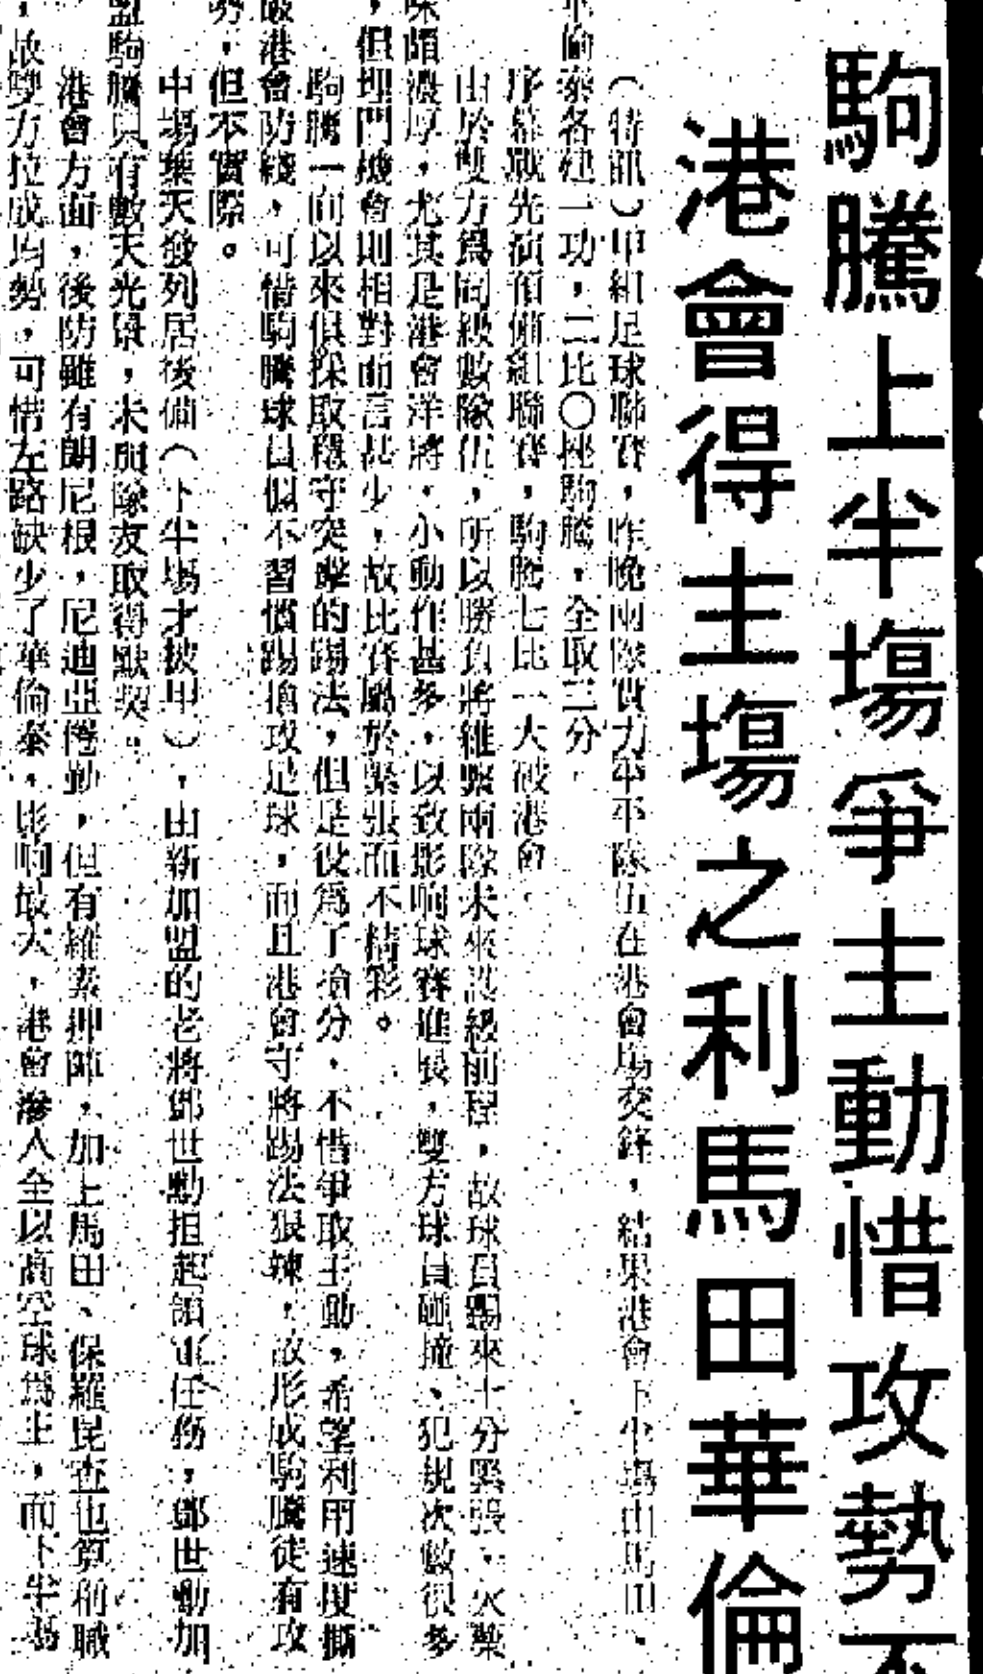 駒騰上半場爭主動惜攻勢不
港會得主場之利馬田華倫
（特訊）甲組足球聯賽，昨晚兩隊實力平平隊伍在港會場交鋒，結果港會下半場由馬田、
華倫泰各建一功，二比〇挫駒騰，全取三分
序幕戰先演預備組聯賽，駒騰七比一大破港會
由於雙方爲同級數隊伍，所以勝負將維繫兩隊未來護級前程，故球員踢來十分緊張，火藥
味頗濃厚，尤其是港會洋將，小動作甚多，以致影响球賽進展，雙方球員碰撞、犯規次數很多
，但埋門機會則相對而言甚少，故比賽屬於緊張而不精彩。
駒騰一向以來俱採取穩守突擊的踢法，但是役爲了搶分，不惜爭取主動，希望利用速度撕
破港會防綫，可惜駒騰球員似不習慣踢搶攻足球，而且港會守將踢法狠辣，故形成駒騰徒有攻
勢，但不實際。
中場葉天發列居後備（下半場才披甲），由新加盟的老將鄧世勳担起領軍任務，鄧世勳加
盟駒騰只有數天光景，未與隊友取得默契。
港會方面，後防雖有朗尼根，尼迪亞倦勤，但有羅素押陣，加上馬田、保羅昆查也算稱職
，故雙方拉成均勢，可惜左路缺少了華倫泰，影响最大，港會滲入全以高空球爲主，而下半場